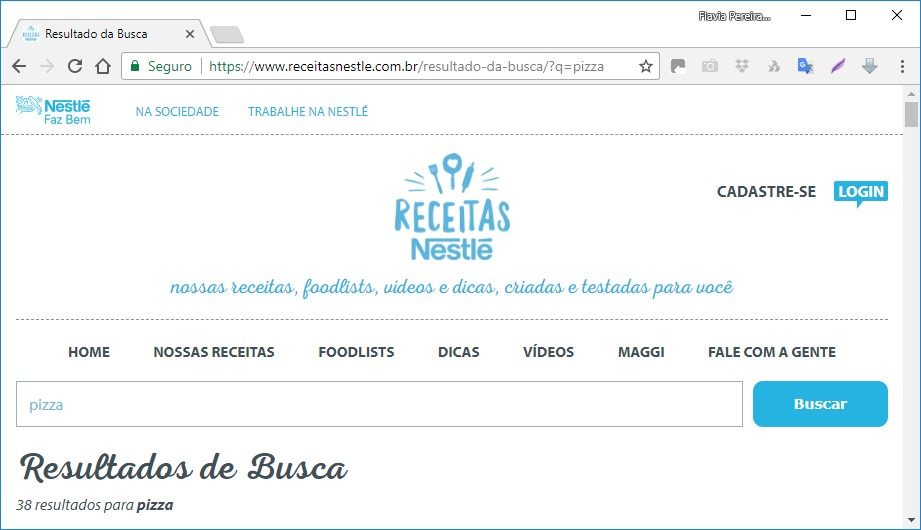 Flavia Pereira...
Resultado da Busca
Seguro https://www.receitasnestle.com.br/resultado-da-busca/?q=pizza
Nestlé
Faz Bem
NA SOCIEDADE TRABALHE NA NESTLÉ
RECEITAS
Nestlé
CADASTRE-SE LOGIN
nossas receitas, foodlists, vídeos e dicas, criadas e testadas para você
HOME NOSSAS RECEITAS FOODLISTS DICAS VÍDEOS MAGGI FALE COM A GENTE
pizza Buscar
Resultados de Busca
38 resultados para pizza